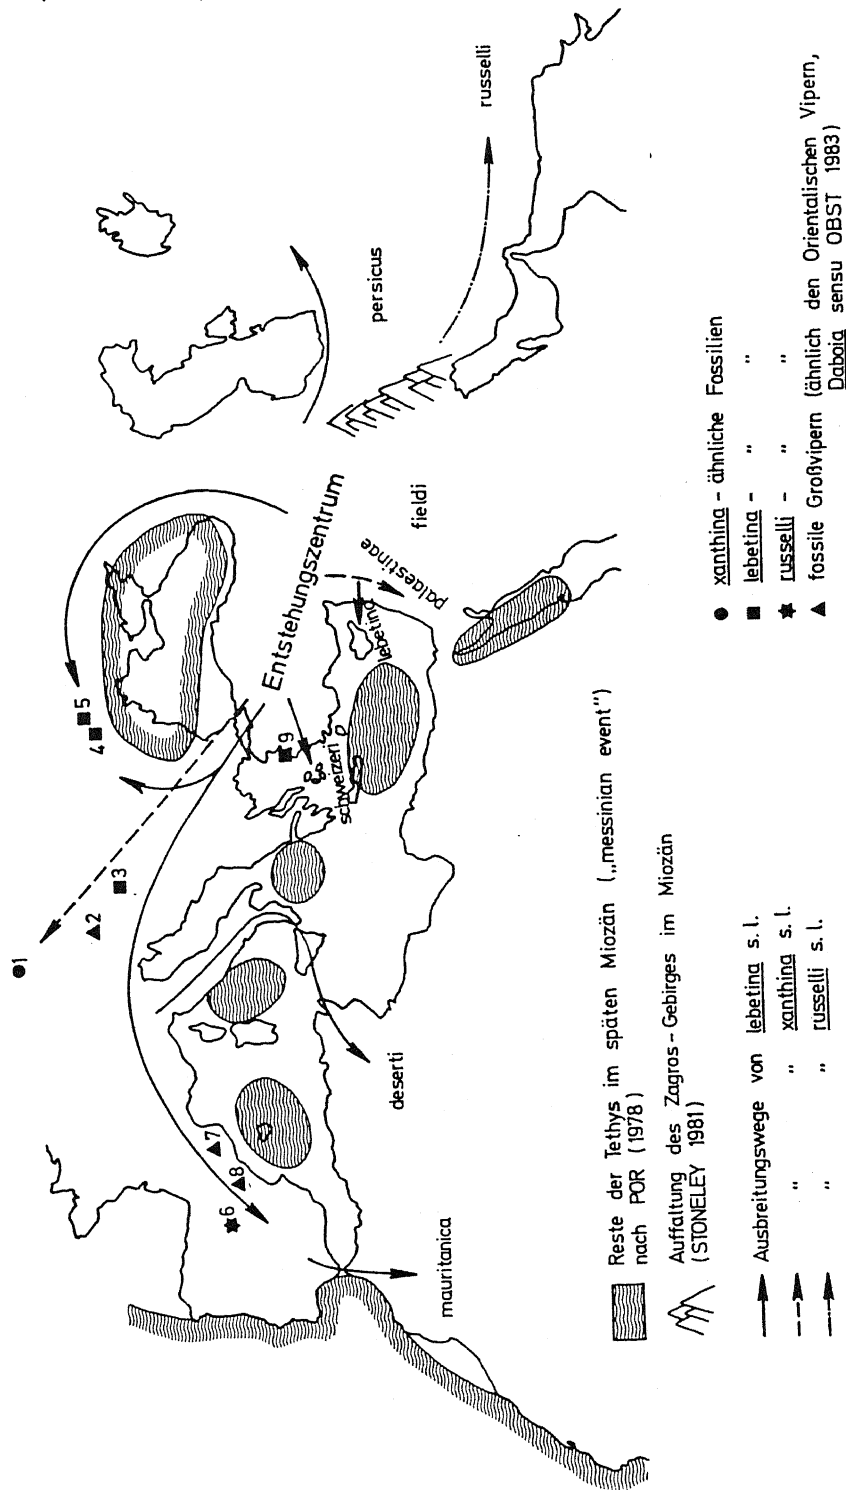 russelli
persicus
fieldi
palaestinae
Entstehungszentrum
lebetina
schweizeri
deserti
mauritanica
1
2
3
4
5
6
7
8
9
Reste der Tethys im späten Miozän („messinian event")
nach POR (1978)
Auffaltung des Zagros-Gebirges im Miozän
(STONELEY 1981)
Ausbreitungswege von lebetina s. l.
" " xanthina s. l.
" " russelli s. l.
xanthina - ähnliche Fossilien
lebetina - " "
russelli - " "
fossile Großvipern (ähnlich den Orientalischen Vipern,
Daboia sensu OBST 1983)